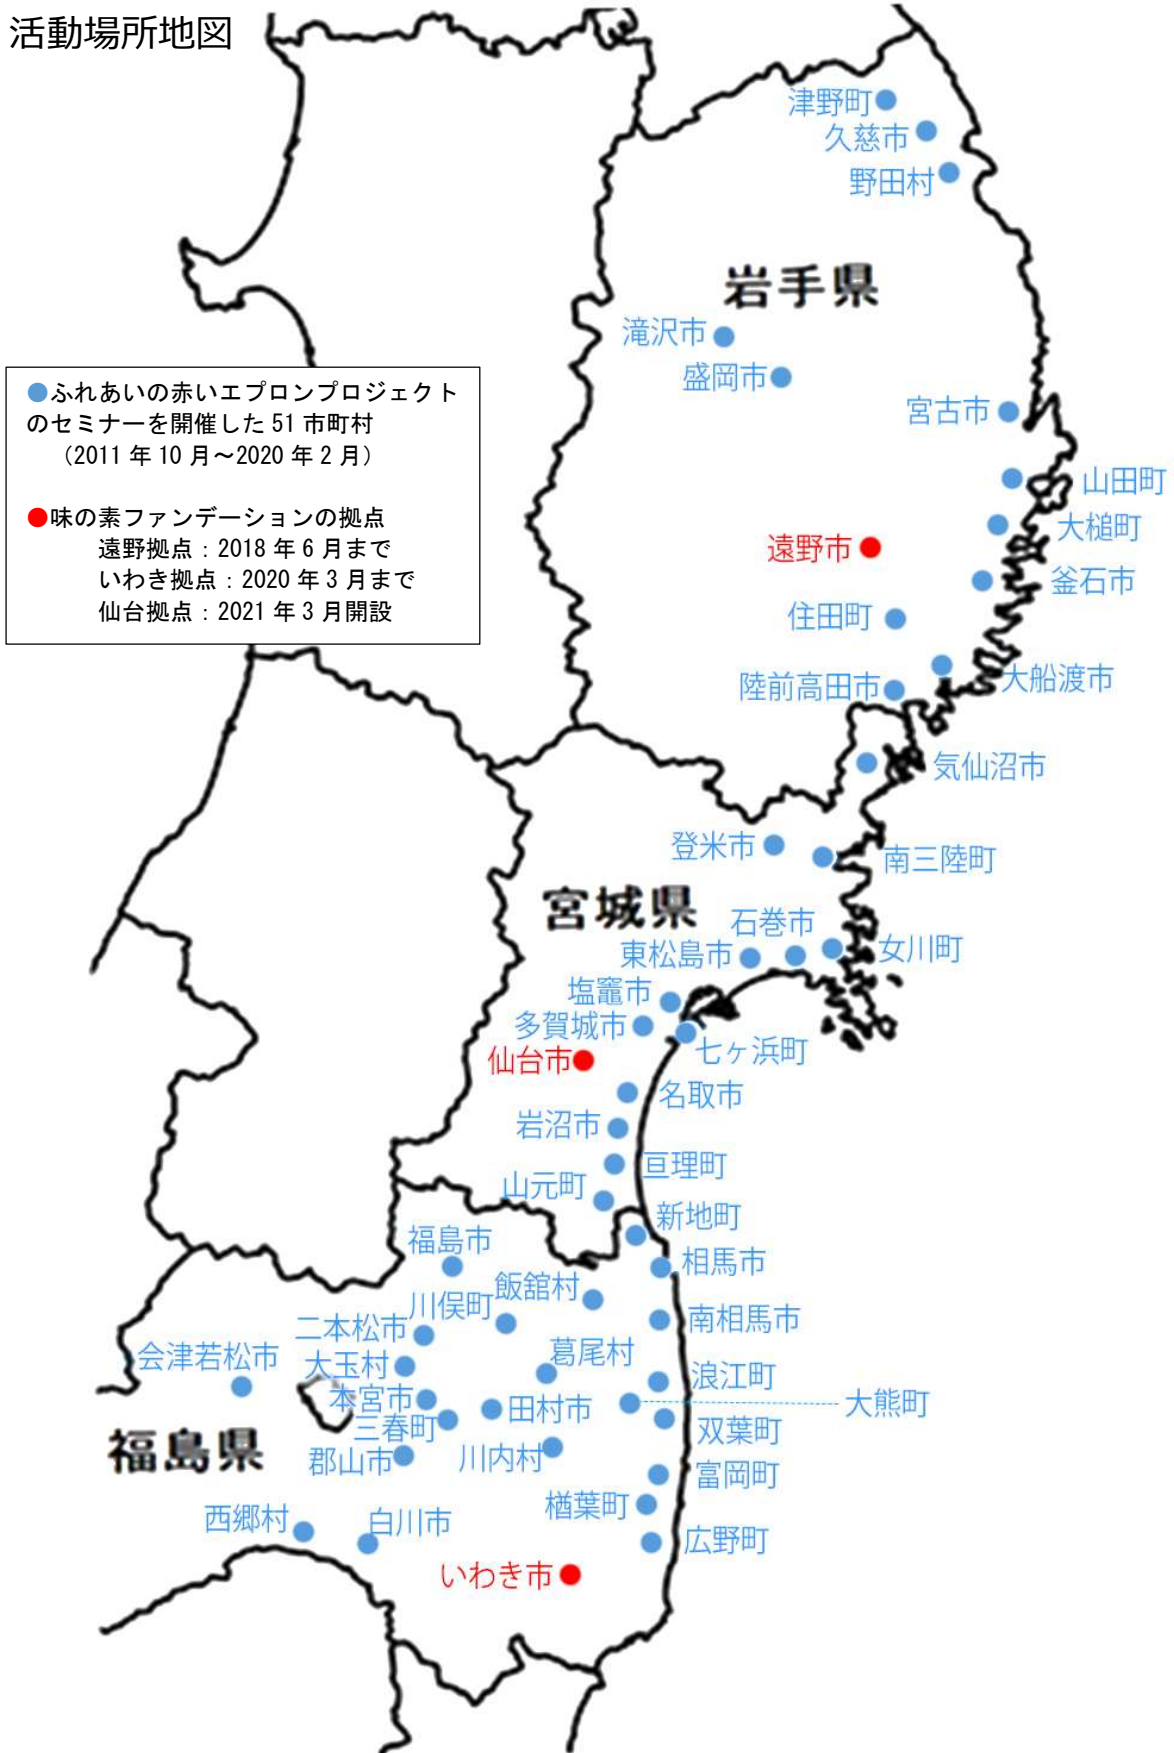 活動場所地図
津野町
久慈市
野田村
岩手県
滝沢市
盛岡市
●ふれあいの赤いエプロンプロジェクト
のセミナーを開催した 51 市町村
（2011 年 10 月～2020 年 2 月）
●味の素ファンデーションの拠点
遠野拠点：2018 年 6 月まで
いわき拠点：2020 年 3 月まで
仙台拠点：2021 年 3 月開設
宮古市
山田町
大槌町
遠野市
釜石市
住田町
大船渡市
陸前高田市
気仙沼市
登米市
南三陸町
宮城県
石巻市
女川町
東松島市
塩竈市
多賀城市
七ヶ浜町
仙台市
名取市
岩沼市
亘理町
山元町
新地町
福島市
相馬市
飯舘村
川俣町
南相馬市
二本松市
会津若松市
大玉村
葛尾村
浪江町
本宮市
田村市
大熊町
三春町
双葉町
福島県
郡山市
川内村
富岡町
楢葉町
西郷村
白川市
広野町
いわき市